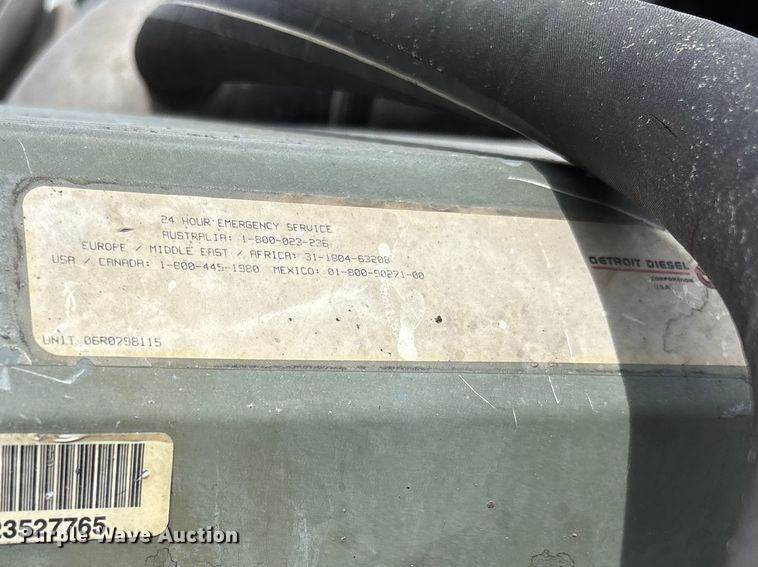 24 HOUR EMERGENCY SERVICE
AUSTRALIA: 1-800-023-236
EUROPE / MIDDLE EAST / AFRICA: 31-1804-63208
USA / CANADA: 1-800-445-1980 MEXICO: 01-800-90271-00
DETROIT DIESEL
CORPORATION
USA
UNIT 06R0798115
23527765
Purple Wave Auction